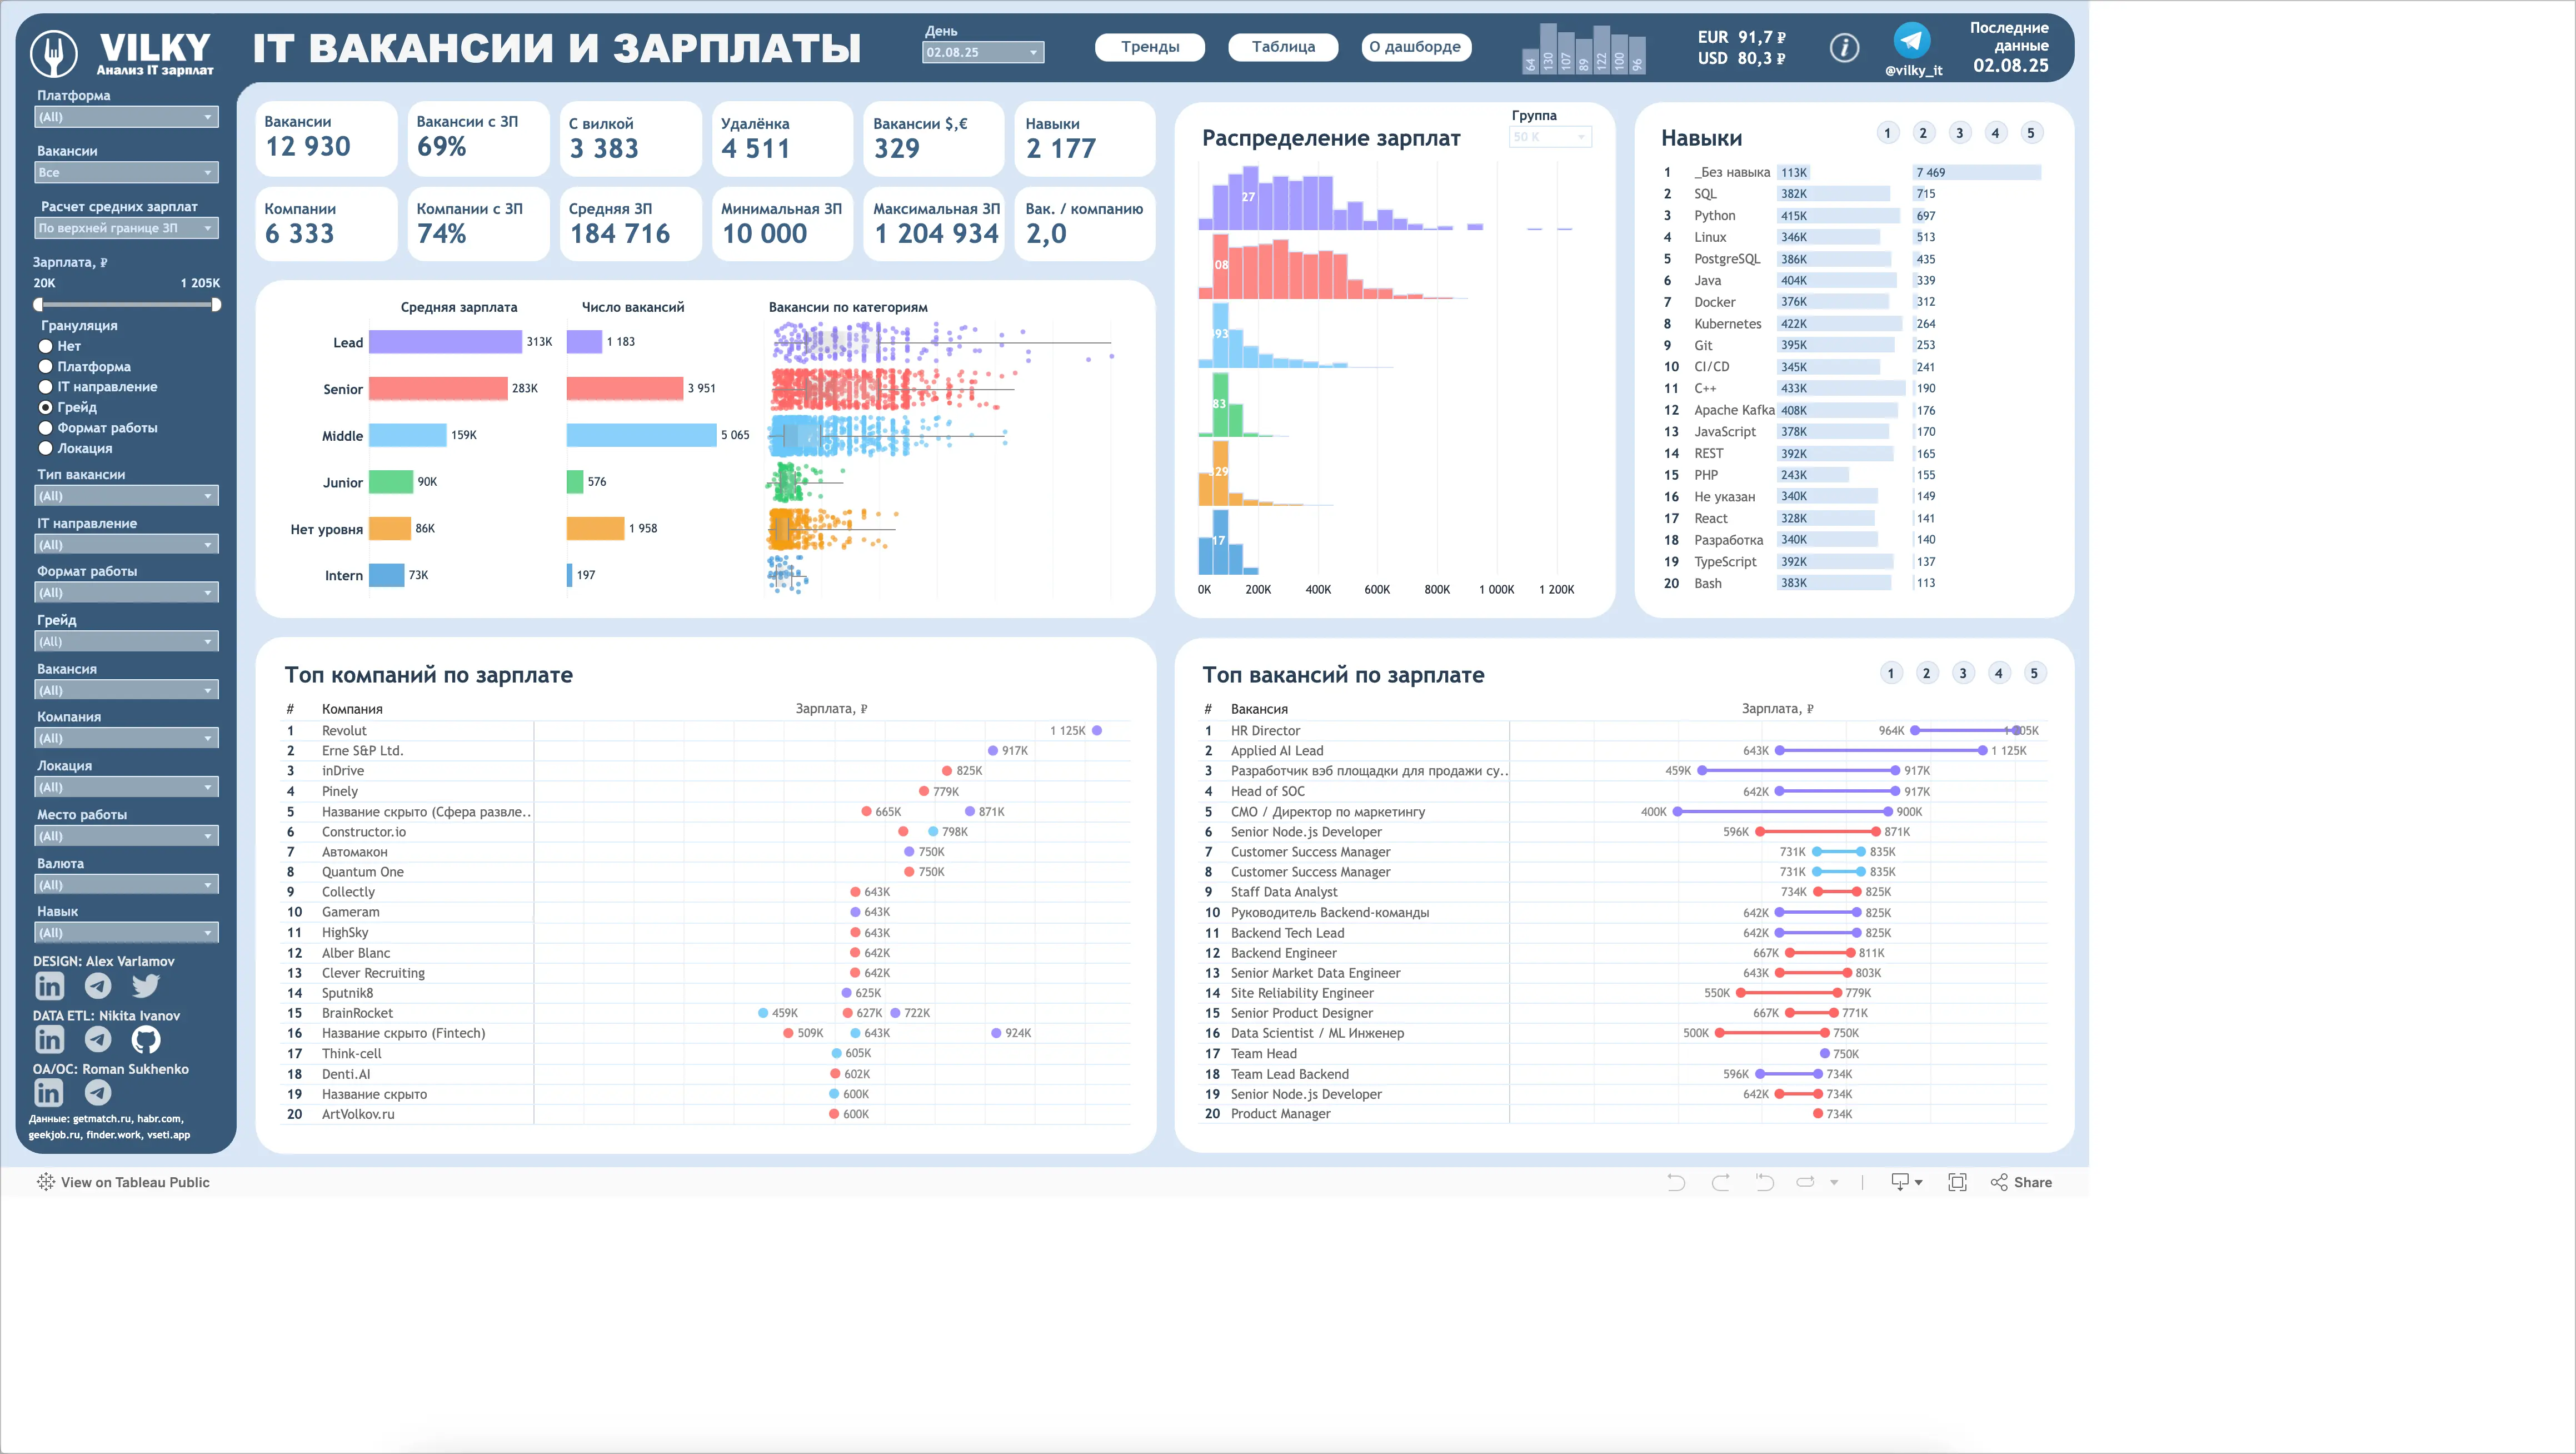 VILKY
Анализ IT зарплат
IT ВАКАНСИИ И ЗАРПЛАТЫ
День
02.08.25
Тренды
Таблица
О дашборде
64 130 107 89 122 100 96
EUR 91,7 ₽
USD 80,3 ₽
i
@vilky_it
Последние
данные
02.08.25
Платформа
(All)
Вакансии
Все
Расчет средних зарплат
По верхней границе ЗП
Зарплата, ₽
20K 1 205K
Грануляция
Нет
Платформа
IT направление
Грейд
Формат работы
Локация
Тип вакансии
(All)
IT направление
(All)
Формат работы
(All)
Грейд
(All)
Вакансия
(All)
Компания
(All)
Локация
(All)
Место работы
(All)
Валюта
(All)
Навык
(All)
DESIGN: Alex Varlamov
in
DATA ETL: Nikita Ivanov
in
QA/QC: Roman Sukhenko
in
Данные: getmatch.ru, habr.com,
geekjob.ru, finder.work, vseti.app
Вакансии
12 930
Вакансии с ЗП
69%
С вилкой
3 383
Удалёнка
4 511
Вакансии $,€
329
Навыки
2 177
Компании
6 333
Компании с ЗП
74%
Средняя ЗП
184 716
Минимальная ЗП
10 000
Максимальная ЗП
1 204 934
Вак. / компанию
2,0
Средняя зарплата Число вакансий Вакансии по категориям
Lead 313K 1 183
Senior 283K 3 951
Middle 159K 5 065
Junior 90K 576
Нет уровня 86K 1 958
Intern 73K 197
Распределение зарплат
Группа
50 K
27
08
93
83
29
17
0K 200K 400K 600K 800K 1 000K 1 200K
Навыки
1 2 3 4 5
1 _Без навыка 113K 7 469
2 SQL 382K 715
3 Python 415K 697
4 Linux 346K 513
5 PostgreSQL 386K 435
6 Java 404K 339
7 Docker 376K 312
8 Kubernetes 422K 264
9 Git 395K 253
10 CI/CD 345K 241
11 C++ 433K 190
12 Apache Kafka 408K 176
13 JavaScript 378K 170
14 REST 392K 165
15 PHP 243K 155
16 Не указан 340K 149
17 React 328K 141
18 Разработка 340K 140
19 TypeScript 392K 137
20 Bash 383K 113
Топ компаний по зарплате
# Компания Зарплата, ₽
1 Revolut 1 125K
2 Erne S&P Ltd. 917K
3 inDrive 825K
4 Pinely 779K
5 Название скрыто (Сфера развле.. 665K 871K
6 Constructor.io 798K
7 Автомакон 750K
8 Quantum One 750K
9 Collectly 643K
10 Gameram 643K
11 HighSky 643K
12 Alber Blanc 642K
13 Clever Recruiting 642K
14 Sputnik8 625K
15 BrainRocket 459K 627K 722K
16 Название скрыто (Fintech) 509K 643K 924K
17 Think-cell 605K
18 Denti.AI 602K
19 Название скрыто 600K
20 ArtVolkov.ru 600K
Топ вакансий по зарплате
1 2 3 4 5
# Вакансия Зарплата, ₽
1 HR Director 964K
2 Applied AI Lead 643K 1 125K
3 Разработчик вэб площадки для продажи су.. 459K 917K
4 Head of SOC 642K 917K
5 СМО / Директор по маркетингу 400K 900K
6 Senior Node.js Developer 596K 871K
7 Customer Success Manager 731K 835K
8 Customer Success Manager 731K 835K
9 Staff Data Analyst 734K 825K
10 Руководитель Backend-команды 642K 825K
11 Backend Tech Lead 642K 825K
12 Backend Engineer 667K 811K
13 Senior Market Data Engineer 643K 803K
14 Site Reliability Engineer 550K 779K
15 Senior Product Designer 667K 771K
16 Data Scientist / ML Инженер 500K 750K
17 Team Head 750K
18 Team Lead Backend 596K 734K
19 Senior Node.js Developer 642K 734K
20 Product Manager 734K
View on Tableau Public
Share